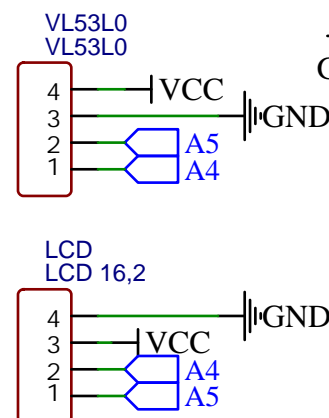 VL53L0
VL53L0
4 VCC
3 GND
2 A5
1 A4
LCD
LCD 16,2
4 GND
3 VCC
2 A4
1 A5